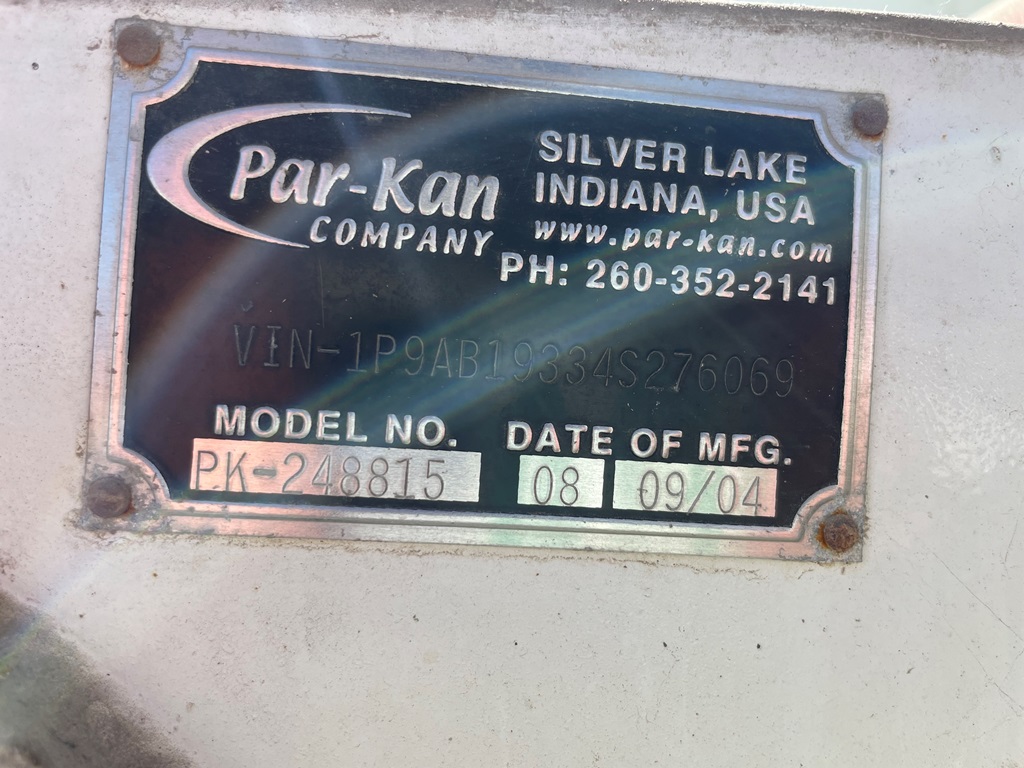 Par-Kan
COMPANY
SILVER LAKE
INDIANA, USA
www.par-kan.com
PH: 260-352-2141
VIN-1P9AB19334S276069
MODEL NO.
PK-248815
DATE OF MFG.
08 09/04